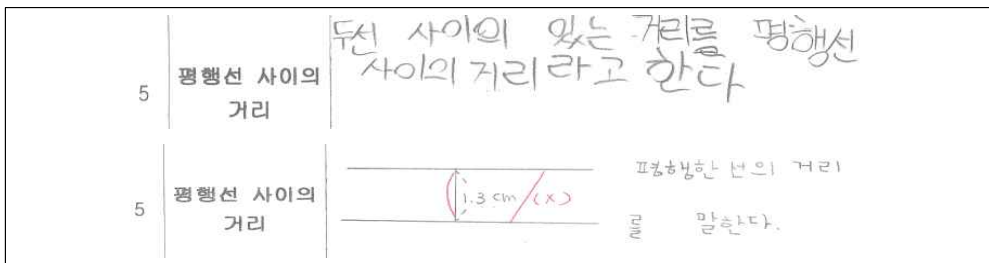 두선 사이의 있는 거리를 평행선
사이의 거리 라고 한다
5 평행선 사이의
거리
5 평행선 사이의
거리
1.3 cm (x)
평행한 선의 거리
를 말한다.